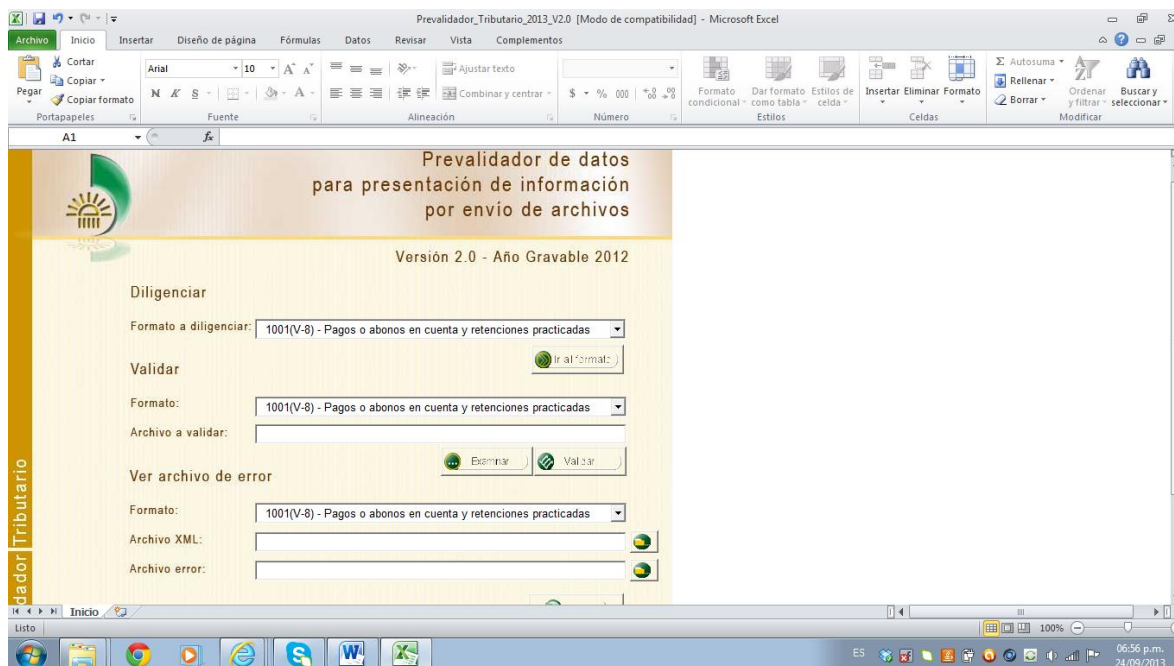 Prevalidador_Tributario_2013_V2.0 [Modo de compatibilidad] - Microsoft Excel
Archivo Inicio Insertar Diseño de página Fórmulas Datos Revisar Vista Complementos
Pegar
Cortar
Copiar
Copiar formato
Portapapeles
Arial 10
N K S
Fuente
Ajustar texto
Combinar y centrar
Alineación
$ % 000
Número
Formato condicional
Dar formato como tabla
Estilos de celda
Estilos
Insertar Eliminar Formato
Celdas
Autosuma
Rellenar
Borrar
Ordenar y filtrar
Buscar y seleccionar
Modificar
A1 fx
Prevalidador de datos
para presentación de información
por envío de archivos
Versión 2.0 - Año Gravable 2012
Diligenciar
Formato a diligenciar: 1001(V-8) - Pagos o abonos en cuenta y retenciones practicadas
Ir al formato
Validar
Formato: 1001(V-8) - Pagos o abonos en cuenta y retenciones practicadas
Archivo a validar:
Examinar Validar
Ver archivo de error
Formato: 1001(V-8) - Pagos o abonos en cuenta y retenciones practicadas
Archivo XML:
Archivo error:
dador Tributario
Inicio
Listo 100%
ES 06:56 p.m.
24/09/2013